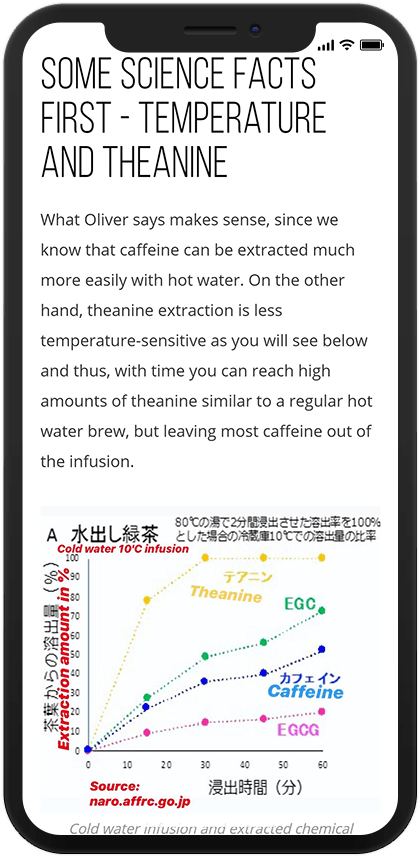 SOME SCIENCE FACTS
FIRST - TEMPERATURE
AND THEANINE
What Oliver says makes sense, since we
know that caffeine can be extracted much
more easily with hot water. On the other
hand, theanine extraction is less
temperature-sensitive as you will see below
and thus, with time you can reach high
amounts of theanine similar to a regular hot
water brew, but leaving most caffeine out of
the infusion.
A 水出し緑茶
80℃の湯で2分間浸出させた溶出率を100%
とした場合の冷蔵庫10℃での溶出量の比率
Cold water 10°C infusion
茶葉からの溶出量(%)
Extraction amount in %
100
90
80
70
60
50
40
30
20
10
0
テアニン
Theanine
EGC
カフェイン
Caffeine
EGCG
0 10 20 30 40 50 60
Source:
naro.affrc.go.jp
浸出時間(分)
Cold water infusion and extracted chemical